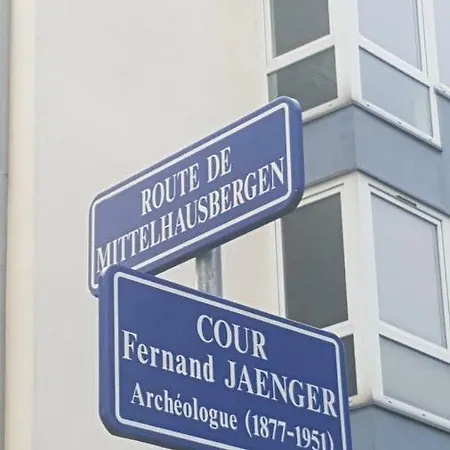 ROUTE DE
MITTELHAUSBERGEN
COUR
Fernand JAENGER
Archéologue (1877-1951)